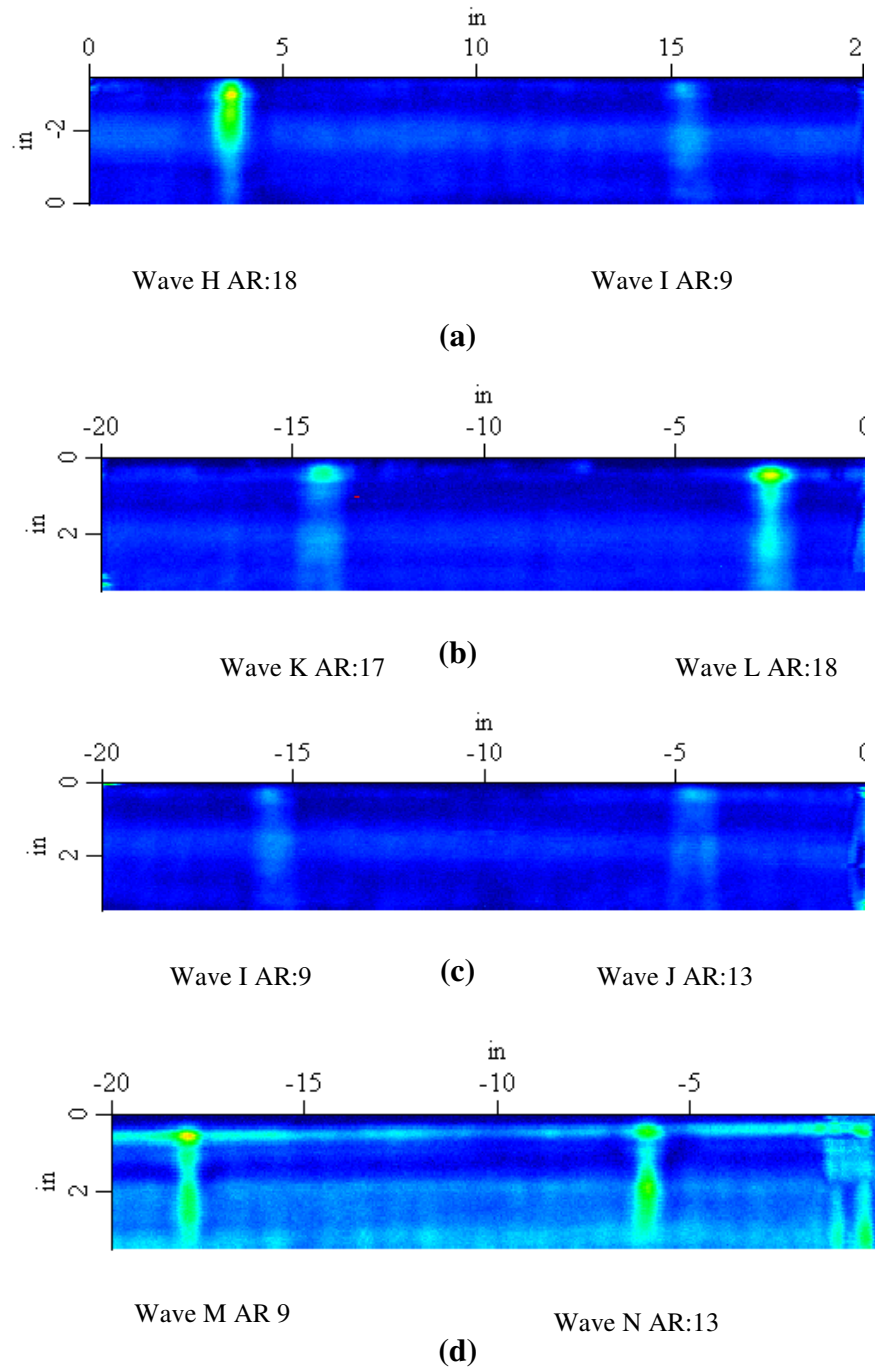 in
0 5 10 15 2
in
-2
0
Wave H AR:18 Wave I AR:9
(a)
in
-20 -15 -10 -5 0
0
in
2
Wave K AR:17 (b) Wave L AR:18
in
-20 -15 -10 -5 0
0
in
2
Wave I AR:9 (c) Wave J AR:13
in
-20 -15 -10 -5
0
in
2
Wave M AR 9 Wave N AR:13
(d)